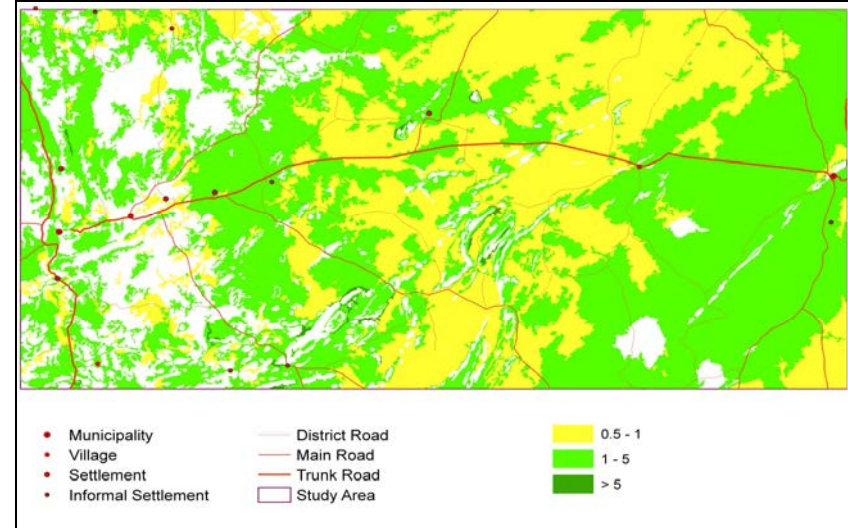 Municipality
Village
Settlement
Informal Settlement
District Road
Main Road
Trunk Road
Study Area
0.5 - 1
1 - 5
> 5